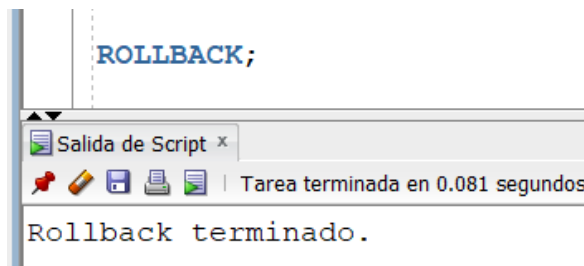 ROLLBACK;
Salida de Script x
Tarea terminada en 0.081 segundos
Rollback terminado.